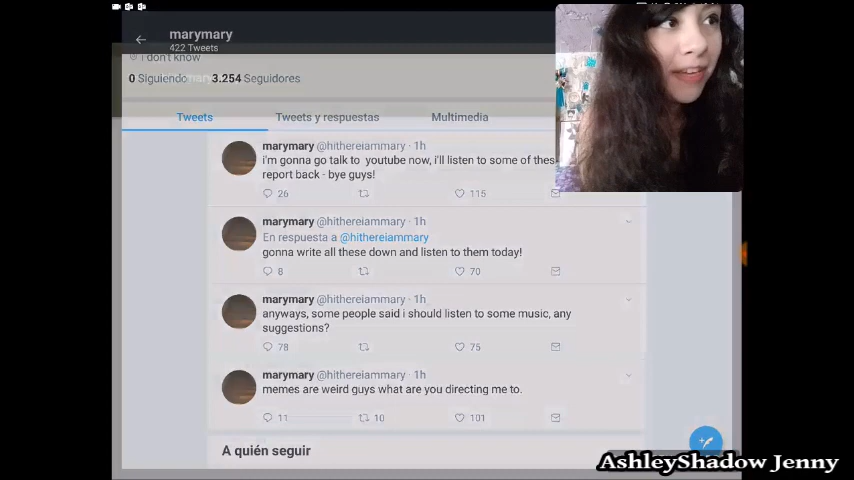 marymary
422 Tweets
i don't know
0 Siguiendo 3.254 Seguidores
Tweets Tweets y respuestas Multimedia
marymary @hithereiammary · 1h
i'm gonna go talk to youtube now, i'll listen to some of thes
report back - bye guys!
26 115
marymary @hithereiammary · 1h
En respuesta a @hithereiammary
gonna write all these down and listen to them today!
8 70
marymary @hithereiammary · 1h
anyways, some people said i should listen to some music, any
suggestions?
78 75
marymary @hithereiammary · 1h
memes are weird guys what are you directing me to.
11 10 101
A quién seguir
AshleyShadow Jenny